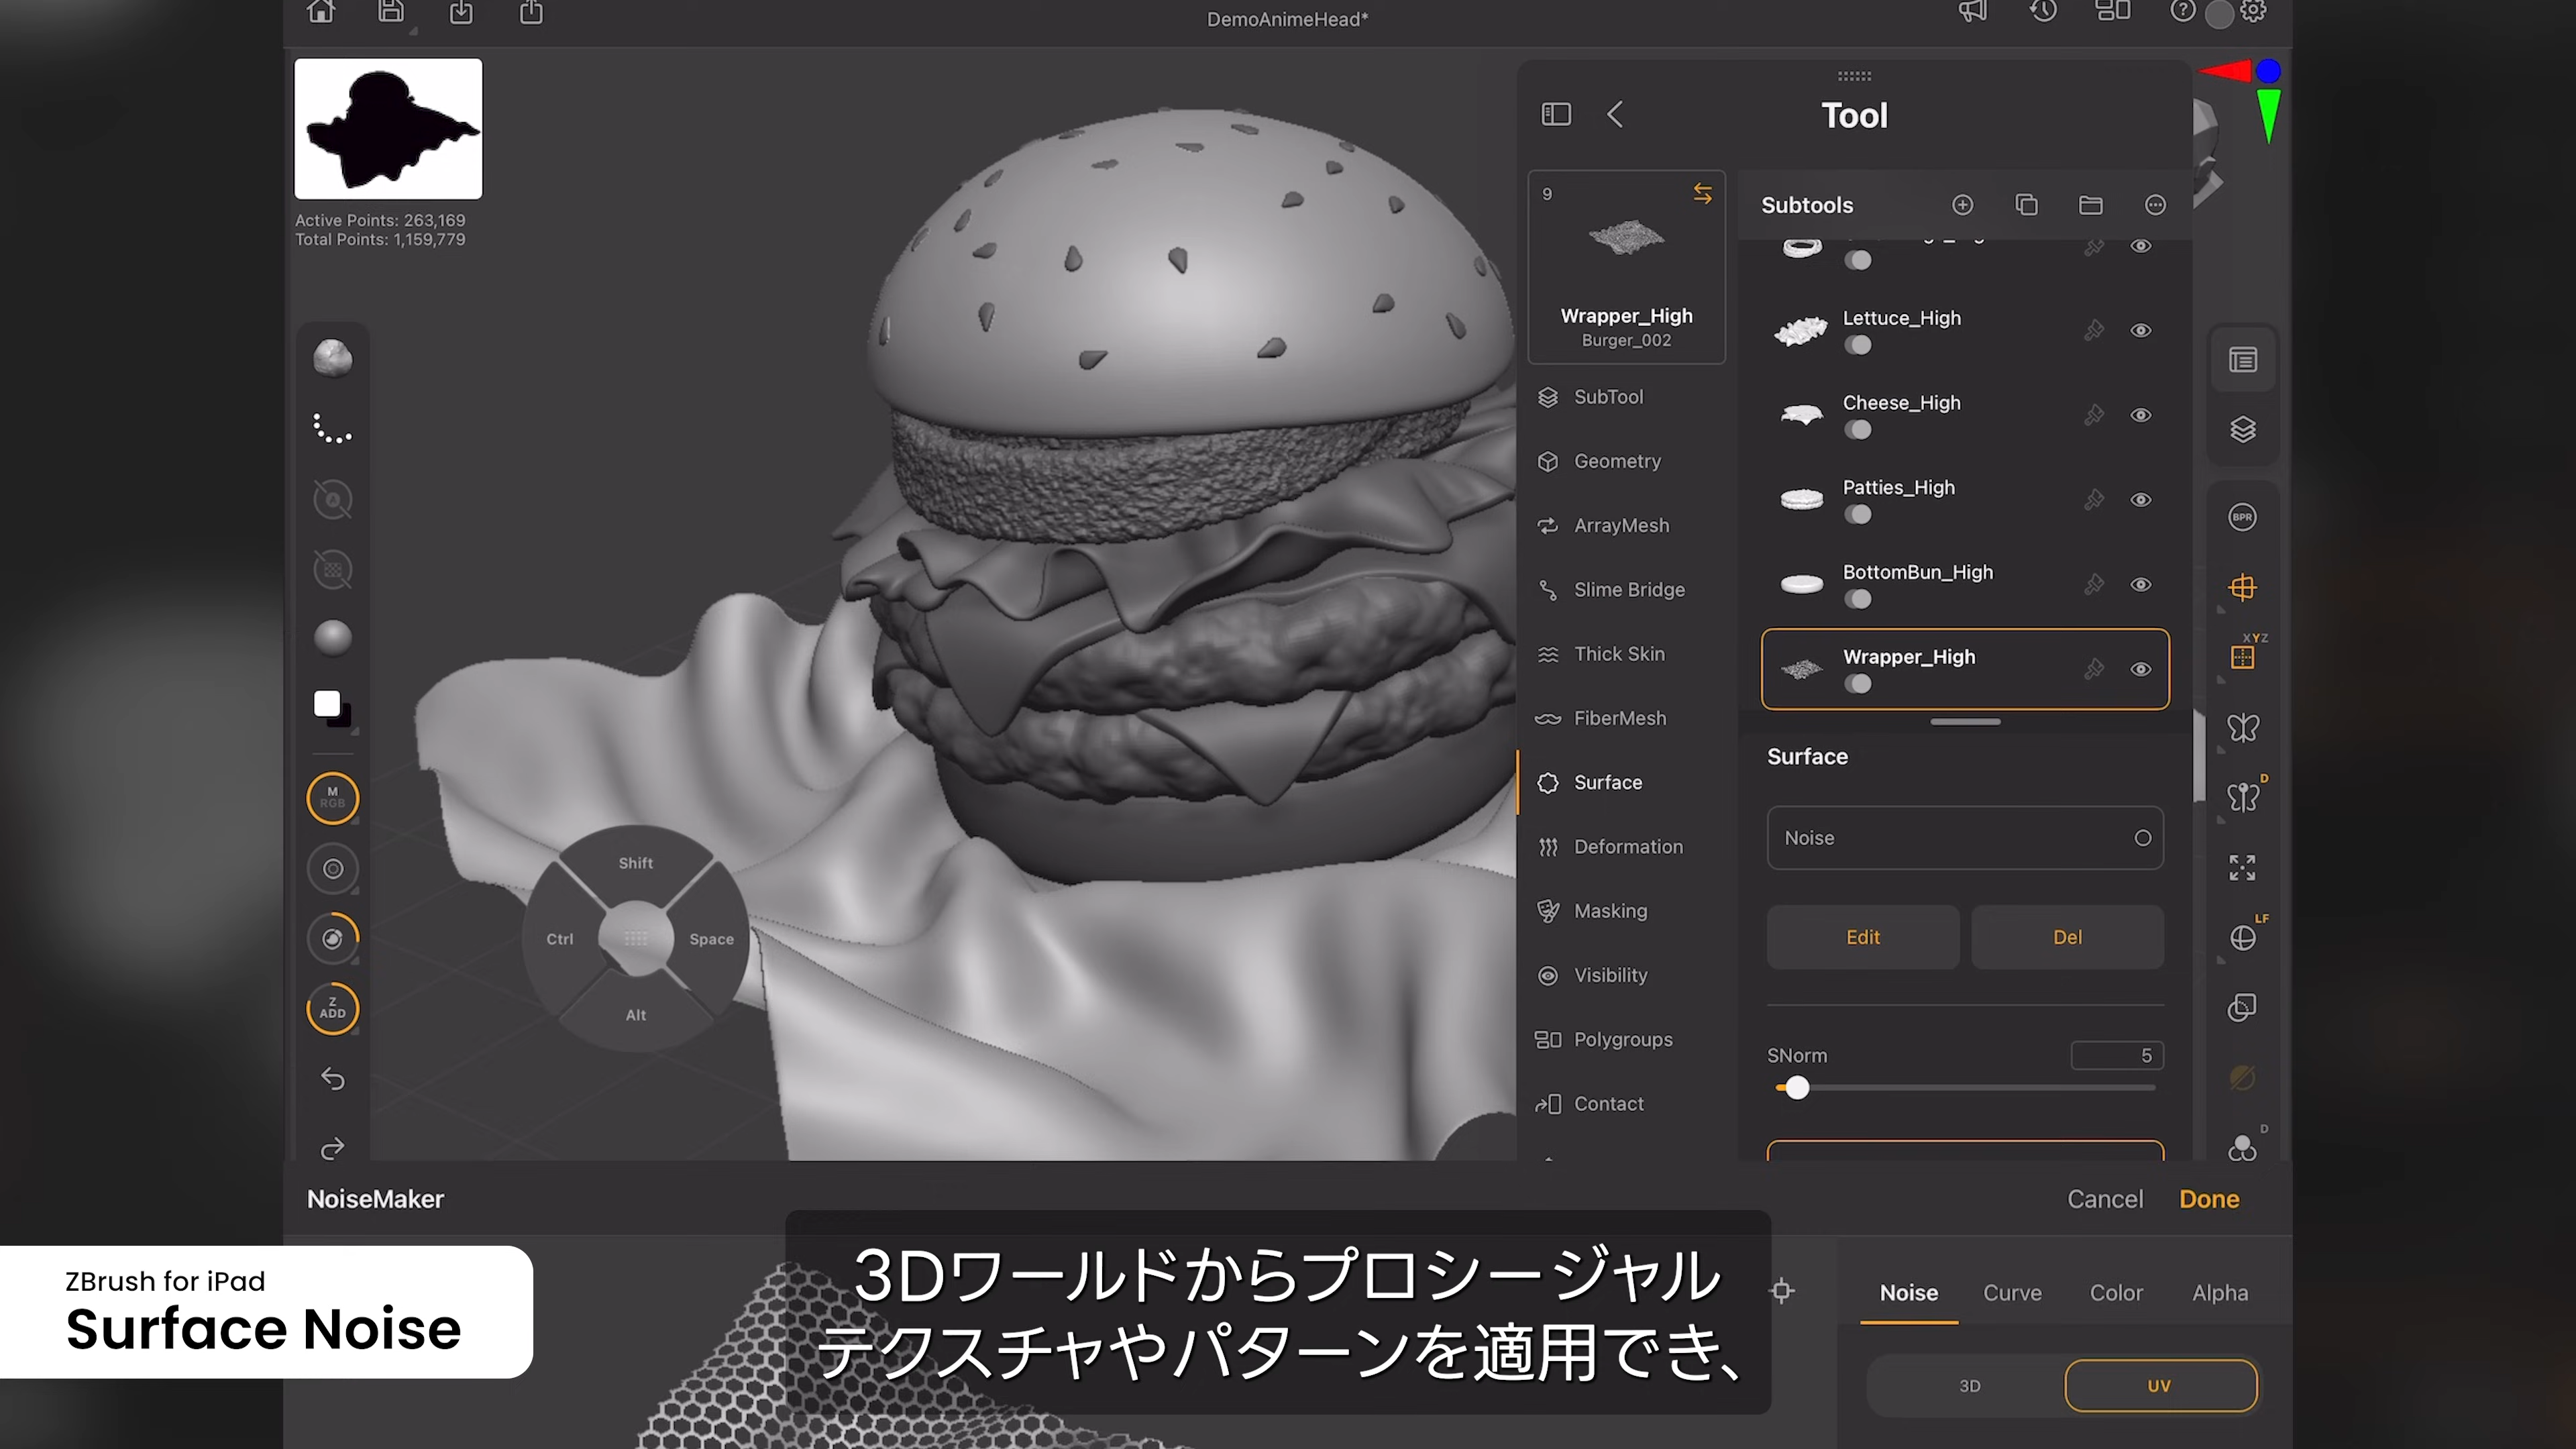 DemoAnimeHead*
Active Points: 263,169
Total Points: 1,159,779
M
RGB
Z
ADD
Shift
Ctrl
Space
Alt
Tool
9
Wrapper_High
Burger_002
SubTool
Geometry
ArrayMesh
Slime Bridge
Thick Skin
FiberMesh
Surface
Deformation
Masking
Visibility
Polygroups
Contact
Subtools
Lettuce_High
Cheese_High
Patties_High
BottomBun_High
Wrapper_High
Surface
Noise
Edit
Del
SNorm
5
BPR
XYZ
D
LF
D
NoiseMaker
Cancel
Done
ZBrush for iPad
Surface Noise
3Dワールドからプロシージャル
テクスチャやパターンを適用でき、
Noise
Curve
Color
Alpha
3D
UV